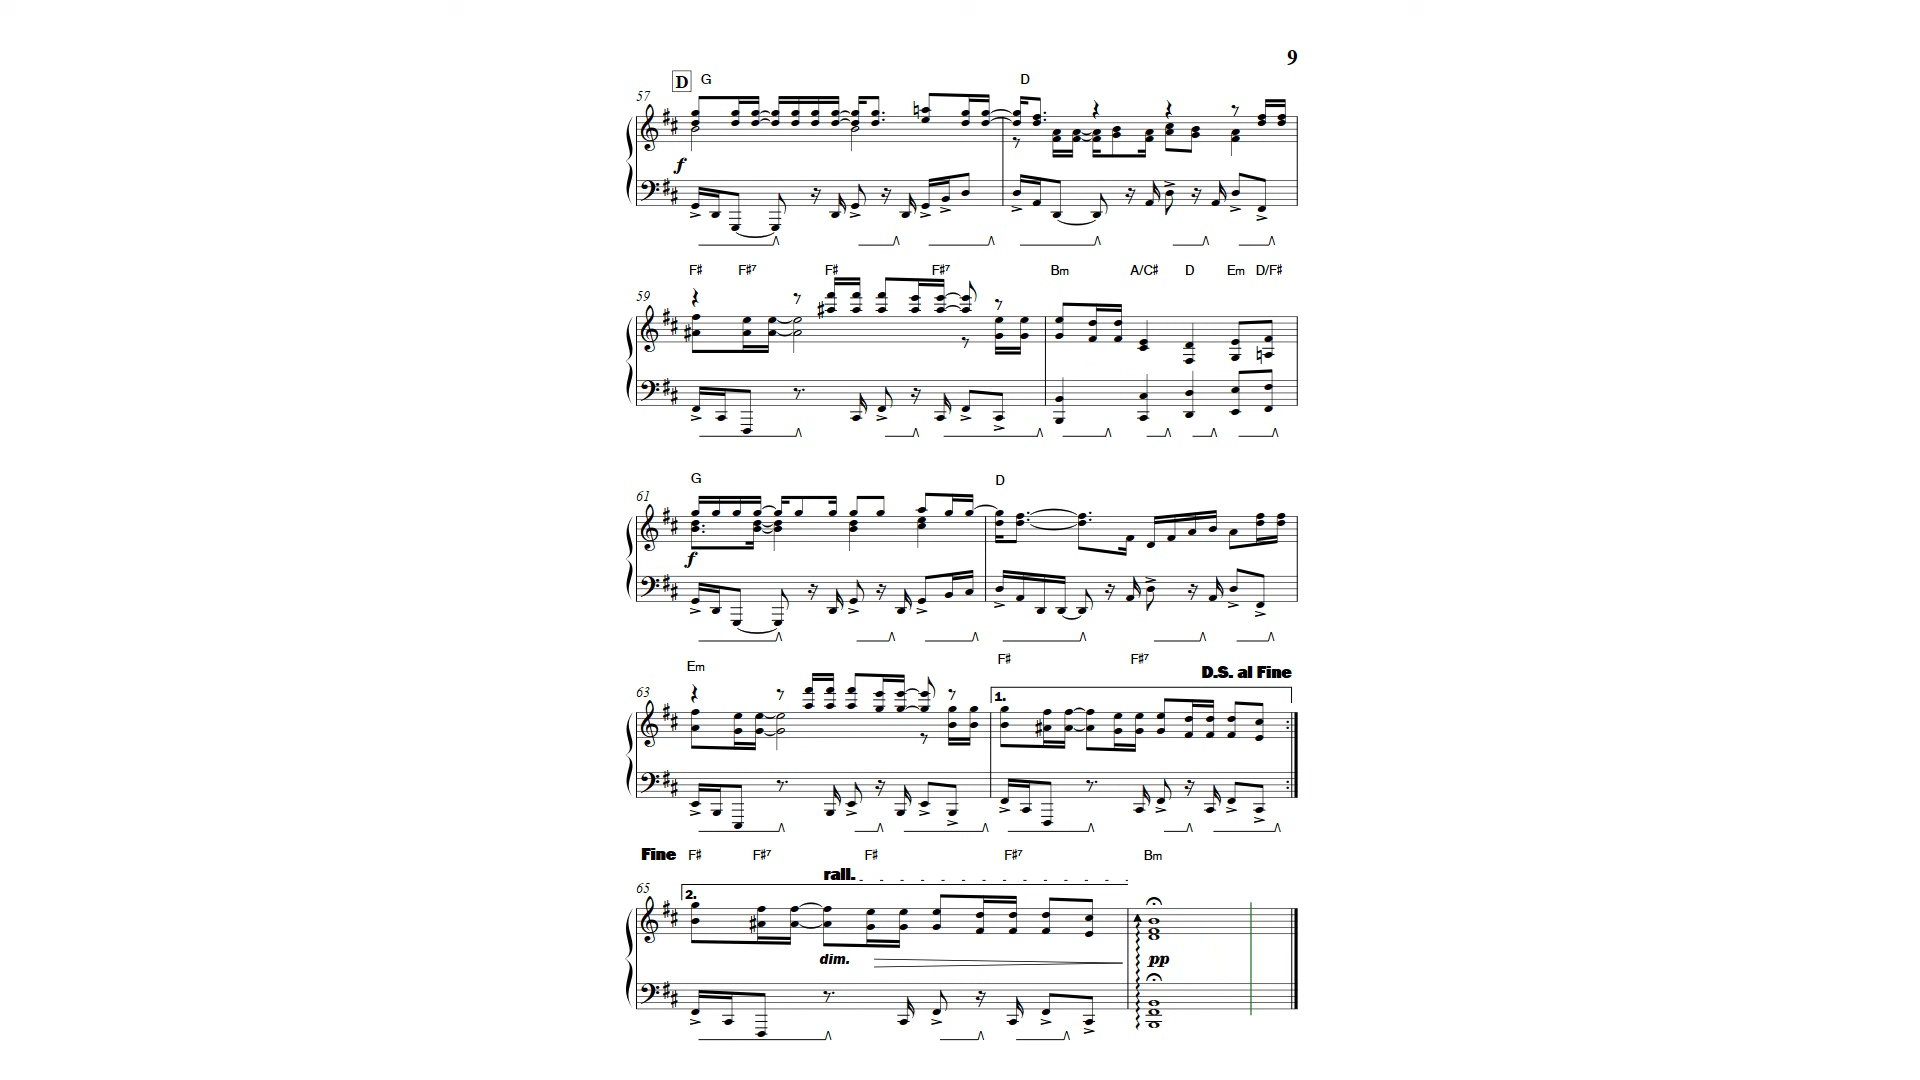 9
D G D
57
f
F♯ F♯7 F♯ F♯7 Bm A/C♯ D Em D/F♯
59
G D
61
f
Em F♯ F♯7 D.S. al Fine
63 1.
Fine F♯ F♯7 F♯ F♯7 Bm
rall.
65 2.
dim. pp